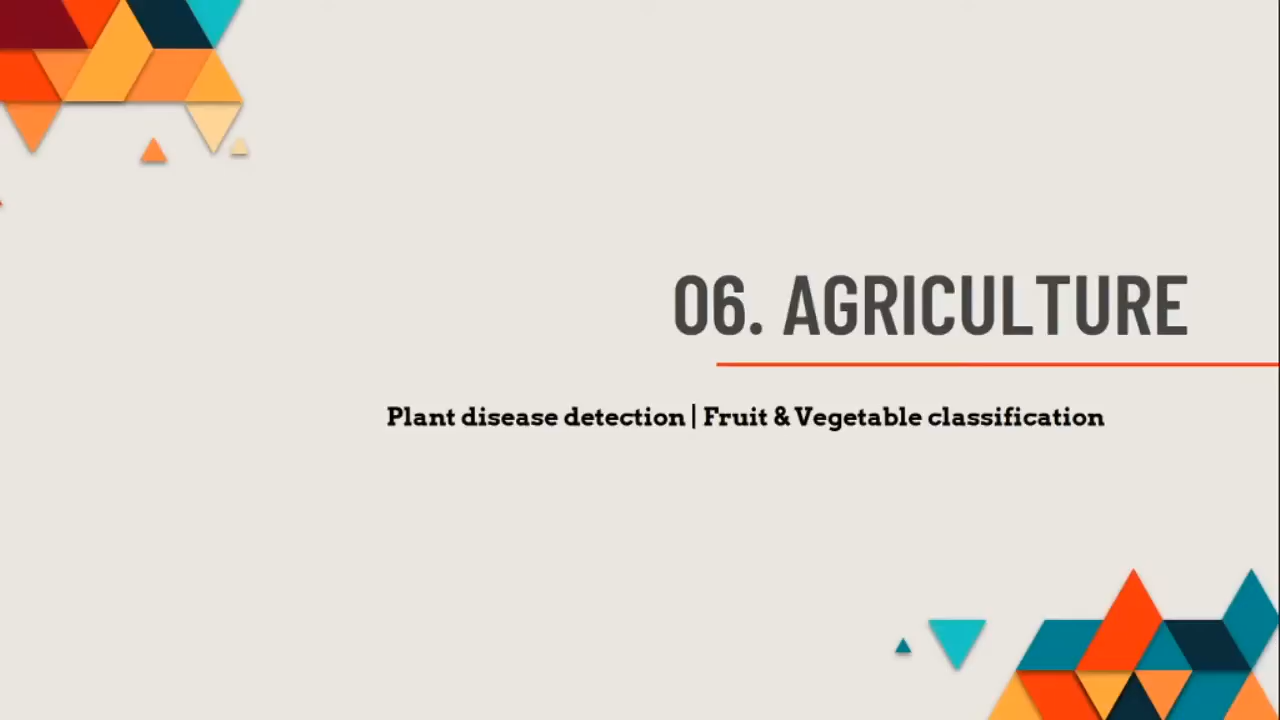 06. AGRICULTURE
Plant disease detection | Fruit & Vegetable classification